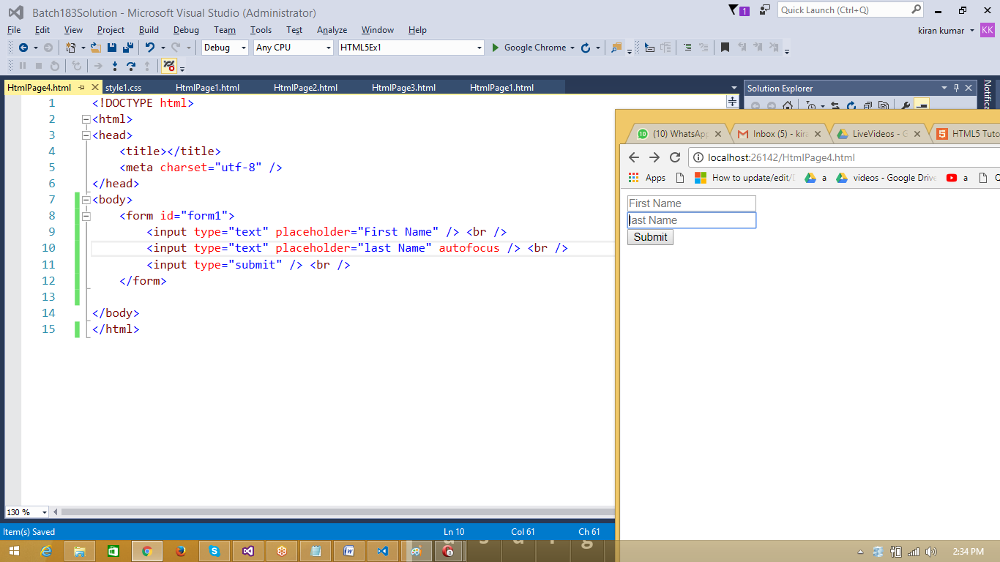 Batch183Solution - Microsoft Visual Studio (Administrator)
1
Quick Launch (Ctrl+Q)
File Edit View Project Build Debug Team Tools Test Analyze Window Help
kiran kumar KK
Debug Any CPU HTML5Ex1 Google Chrome
HtmlPage4.html style1.css HtmlPage1.html HtmlPage2.html HtmlPage3.html HtmlPage1.html
Solution Explorer
1 <!DOCTYPE html>
2 <html>
3 <head>
4 <title></title>
5 <meta charset="utf-8" />
6 </head>
7 <body>
8 <form id="form1">
9 <input type="text" placeholder="First Name" /> <br />
10 <input type="text" placeholder="last Name" autofocus /> <br />
11 <input type="submit" /> <br />
12 </form>
13
14 </body>
15 </html>
(10) WhatsApp Inbox (5) - kira LiveVideos - G HTML5 Tuto
localhost:26142/HtmlPage4.html
Apps How to update/edit/ a videos - Google Drive a
First Name
last Name
Submit
130 %
Item(s) Saved Ln 10 Col 61 Ch 61
2:34 PM